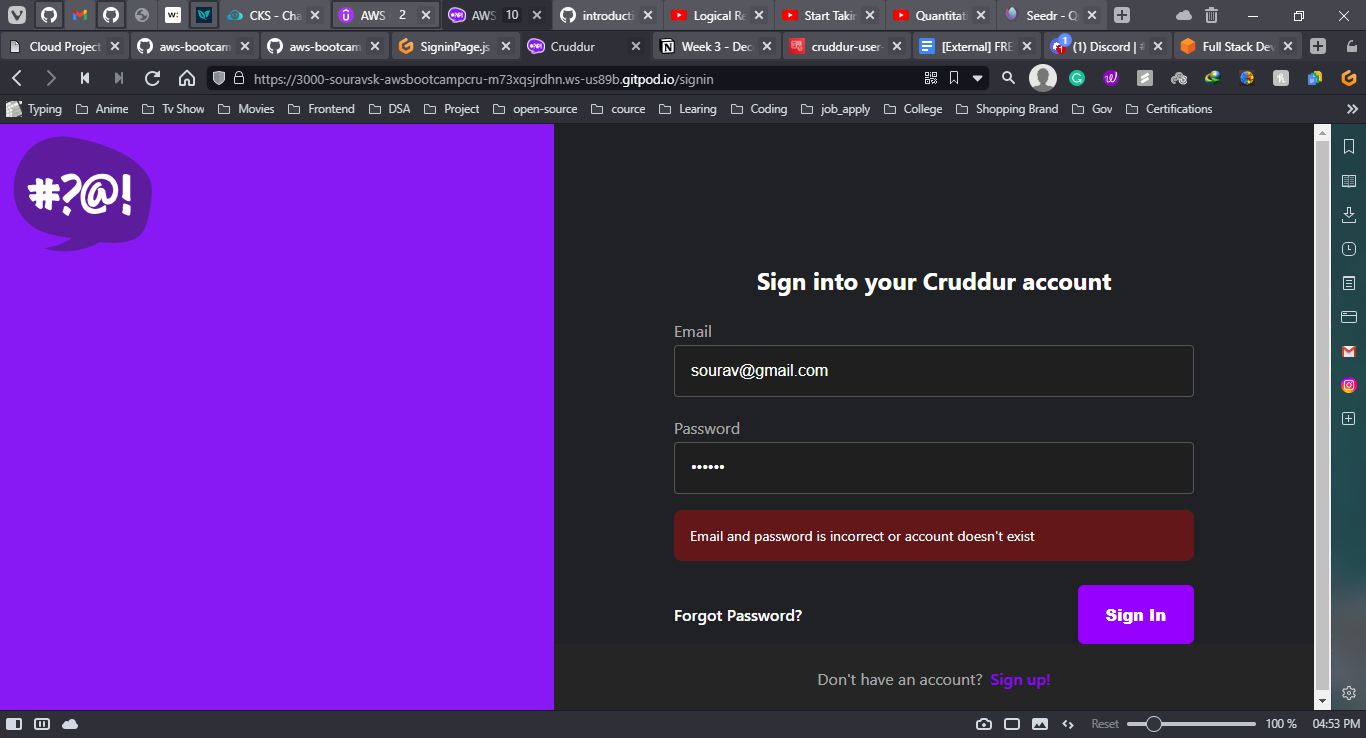 CKS - Cha
AWS 2
AWS 10
introducti
Logical Re
Start Takir
Quantitati
Seedr - Q
Cloud Project
aws-bootcam
aws-bootcam
SigninPage.js
Cruddur
Week 3 - Dec
cruddur-user-
[External] FRE
(1) Discord | #
Full Stack Dev
https://3000-souravsk-awsbootcampcru-m73xqsjrdhn.ws-us89b.gitpod.io/signin
Typing Anime Tv Show Movies Frontend DSA Project open-source cource Learing Coding job_apply College Shopping Brand Gov Certifications
#?@!
Sign into your Cruddur account
Email
sourav@gmail.com
Password
••••••
Email and password is incorrect or account doesn't exist
Forgot Password?
Sign In
Don't have an account? Sign up!
Reset 100 % 04:53 PM